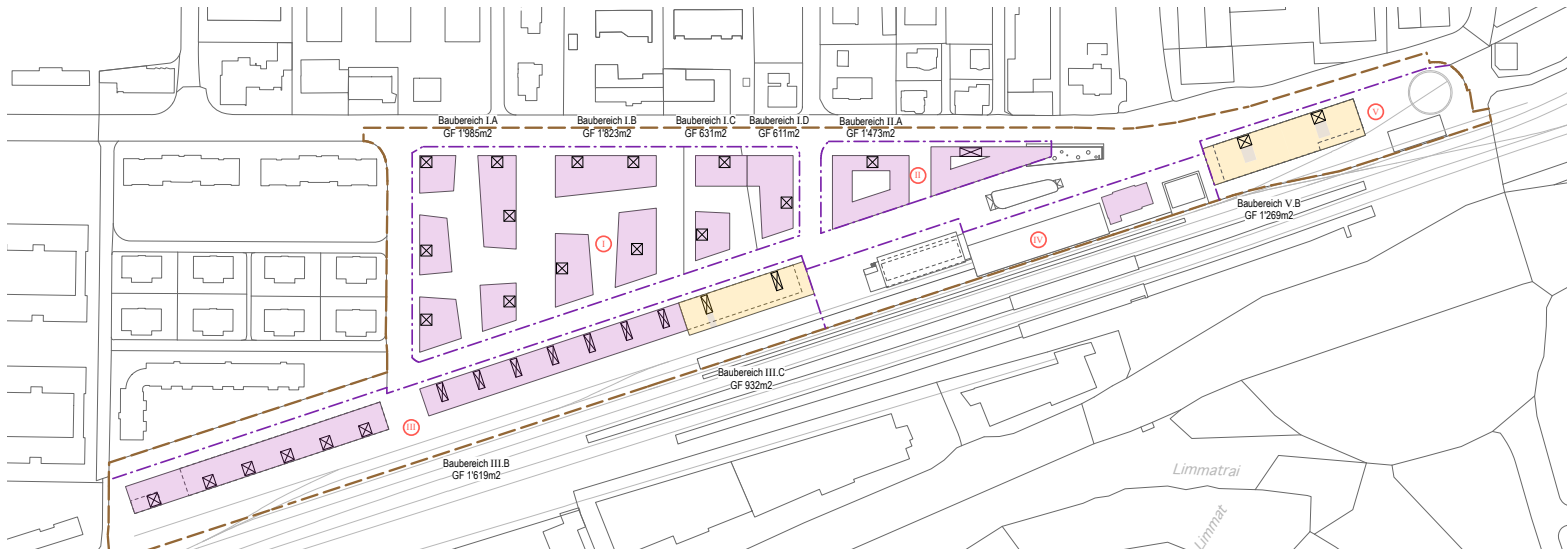 Baubereich I.A
GF 1'985m2
Baubereich I.B
GF 1'823m2
Baubereich I.C
GF 631m2
Baubereich I.D
GF 611m2
Baubereich II.A
GF 1'473m2
V
II
Baubereich V.B
GF 1'269m2
I
IV
Baubereich III.C
GF 932m2
III
Baubereich III.B
GF 1'619m2
Limmatrai
Limmat